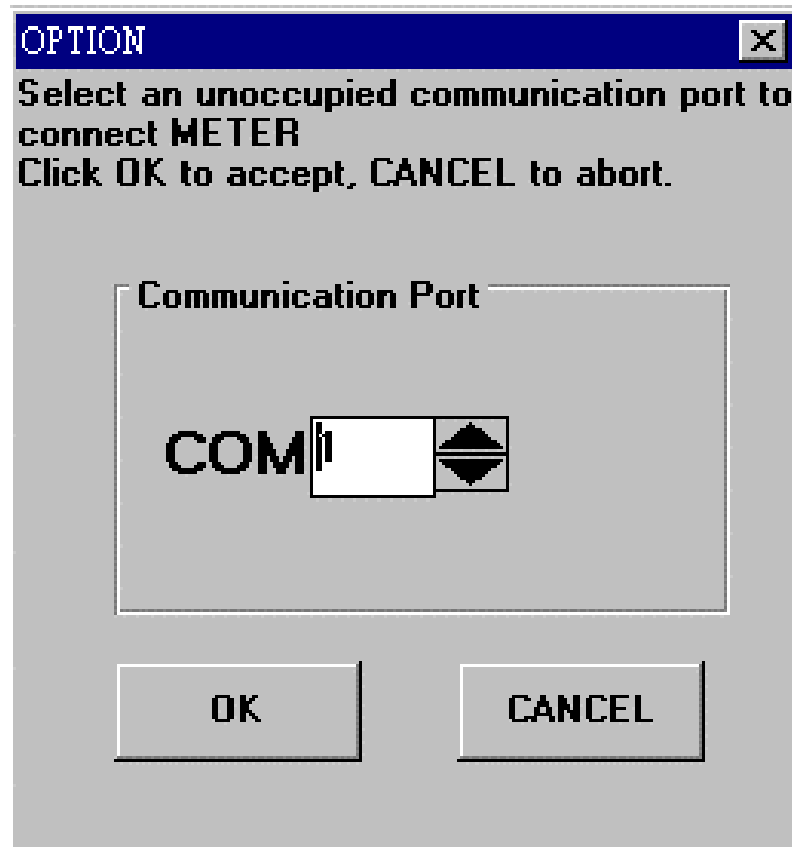 OPTION
Select an unoccupied communication port to
connect METER
Click OK to accept, CANCEL to abort.
Communication Port
COM 1
OK CANCEL